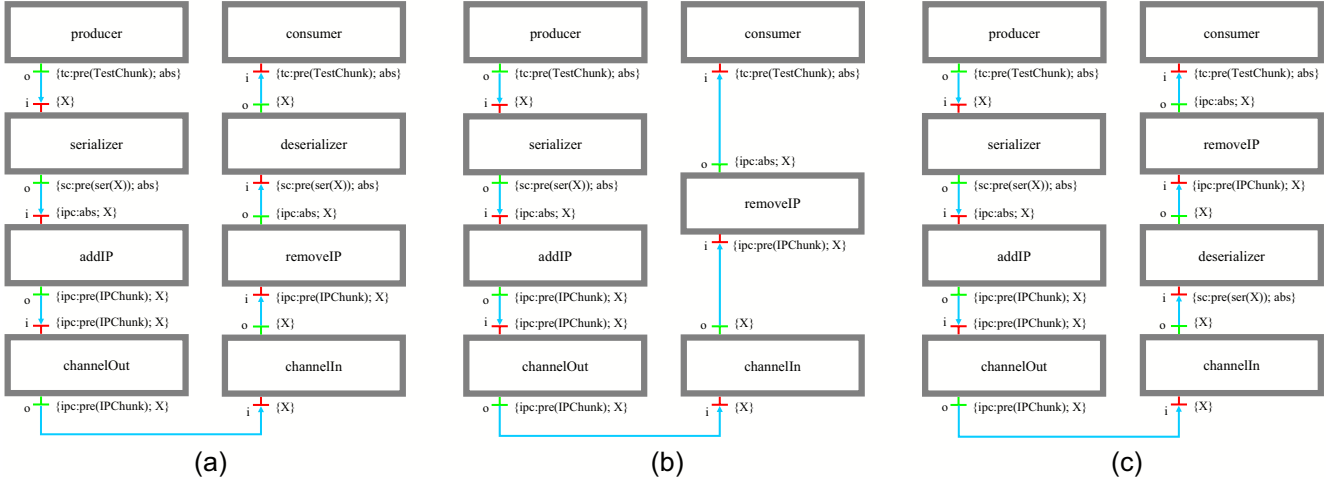 producer
o {tc:pre(TestChunk); abs}
i {X}
serializer
o {sc:pre(ser(X)); abs}
i {ipc:abs; X}
addIP
o {ipc:pre(IPChunk); X}
i {ipc:pre(IPChunk); X}
channelOut
o {ipc:pre(IPChunk); X}
consumer
i {tc:pre(TestChunk); abs}
o {X}
deserializer
i {sc:pre(ser(X)); abs}
o {ipc:abs; X}
removeIP
i {ipc:pre(IPChunk); X}
o {X}
channelIn
i {X}
(a)
producer
o {tc:pre(TestChunk); abs}
i {X}
serializer
o {sc:pre(ser(X)); abs}
i {ipc:abs; X}
addIP
o {ipc:pre(IPChunk); X}
i {ipc:pre(IPChunk); X}
channelOut
o {ipc:pre(IPChunk); X}
consumer
i {tc:pre(TestChunk); abs}
o {ipc:abs; X}
removeIP
i {ipc:pre(IPChunk); X}
o {X}
channelIn
i {X}
(b)
producer
o {tc:pre(TestChunk); abs}
i {X}
serializer
o {sc:pre(ser(X)); abs}
i {ipc:abs; X}
addIP
o {ipc:pre(IPChunk); X}
i {ipc:pre(IPChunk); X}
channelOut
o {ipc:pre(IPChunk); X}
consumer
i {tc:pre(TestChunk); abs}
o {ipc:abs; X}
removeIP
i {ipc:pre(IPChunk); X}
o {X}
deserializer
i {sc:pre(ser(X)); abs}
o {X}
channelIn
i {X}
(c)